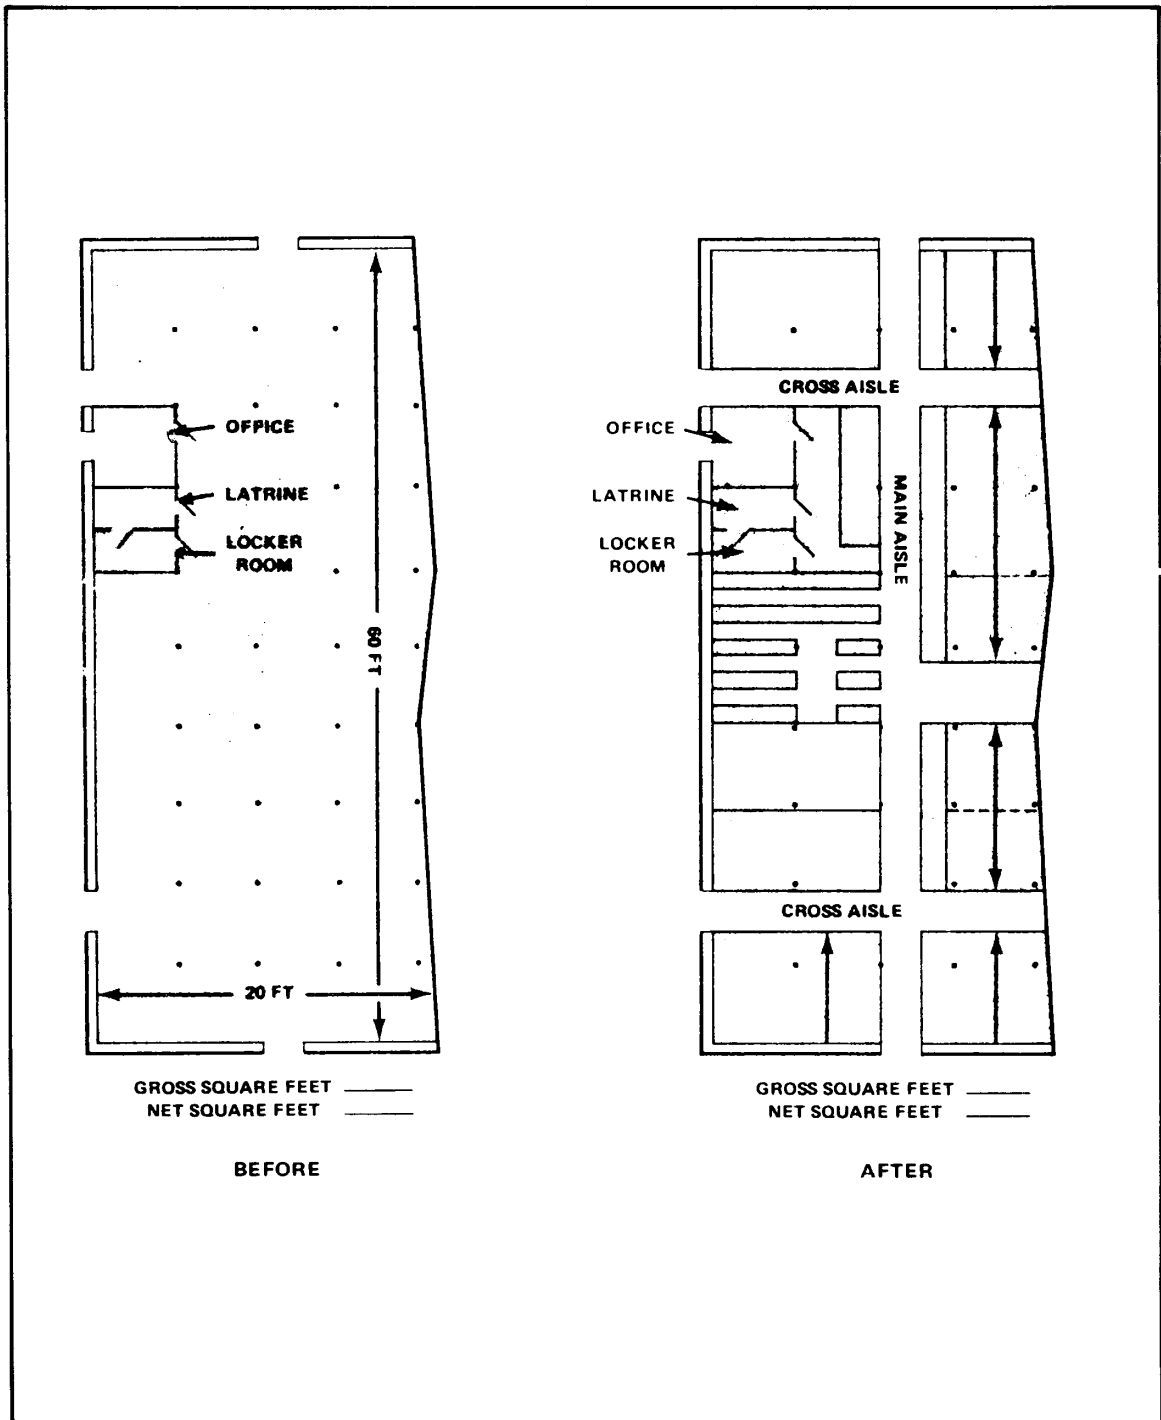 OFFICE
LATRINE
LOCKER
ROOM
60 FT
20 FT
GROSS SQUARE FEET
NET SQUARE FEET
BEFORE
CROSS AISLE
OFFICE
LATRINE
LOCKER
ROOM
MAIN AISLE
CROSS AISLE
GROSS SQUARE FEET
NET SQUARE FEET
AFTER